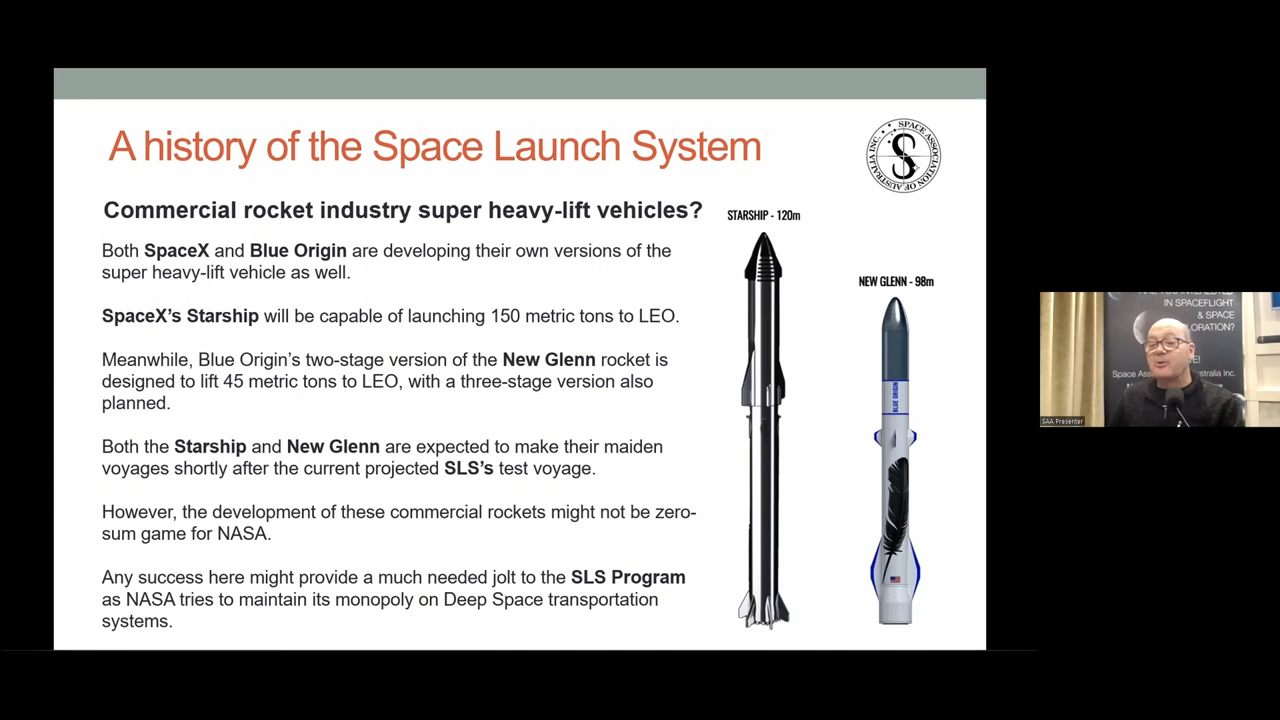 A history of the Space Launch System
SPACE ASSOCIATION OF AUSTRALIA INC.
S
Commercial rocket industry super heavy-lift vehicles?
Both SpaceX and Blue Origin are developing their own versions of the
super heavy-lift vehicle as well.
SpaceX's Starship will be capable of launching 150 metric tons to LEO.
Meanwhile, Blue Origin's two-stage version of the New Glenn rocket is
designed to lift 45 metric tons to LEO, with a three-stage version also
planned.
Both the Starship and New Glenn are expected to make their maiden
voyages shortly after the current projected SLS's test voyage.
However, the development of these commercial rockets might not be zero-
sum game for NASA.
Any success here might provide a much needed jolt to the SLS Program
as NASA tries to maintain its monopoly on Deep Space transportation
systems.
STARSHIP - 120m
NEW GLENN - 98m
BLUE ORIGIN
IN SPACEFLIGHT
& SPACE
Space
Inc.
SAA Presenter